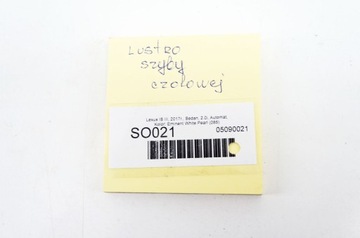 Lustro
szyby
czołowej
Lexus IS III, 2017r., Sedan, 2.0, Automat,
Kolor: Eminent White Pearl (085)
SO021
05090021